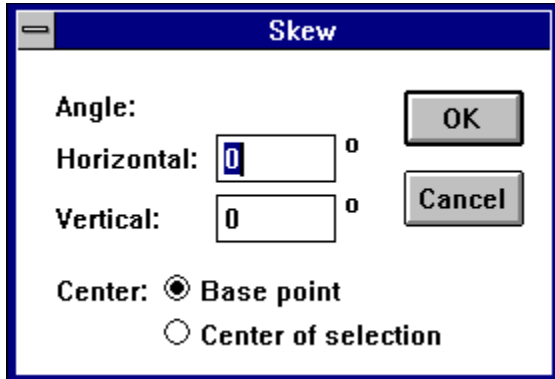 Skew
Angle:
Horizontal: 0 °
Vertical: 0 °
OK
Cancel
Center: Base point
Center of selection